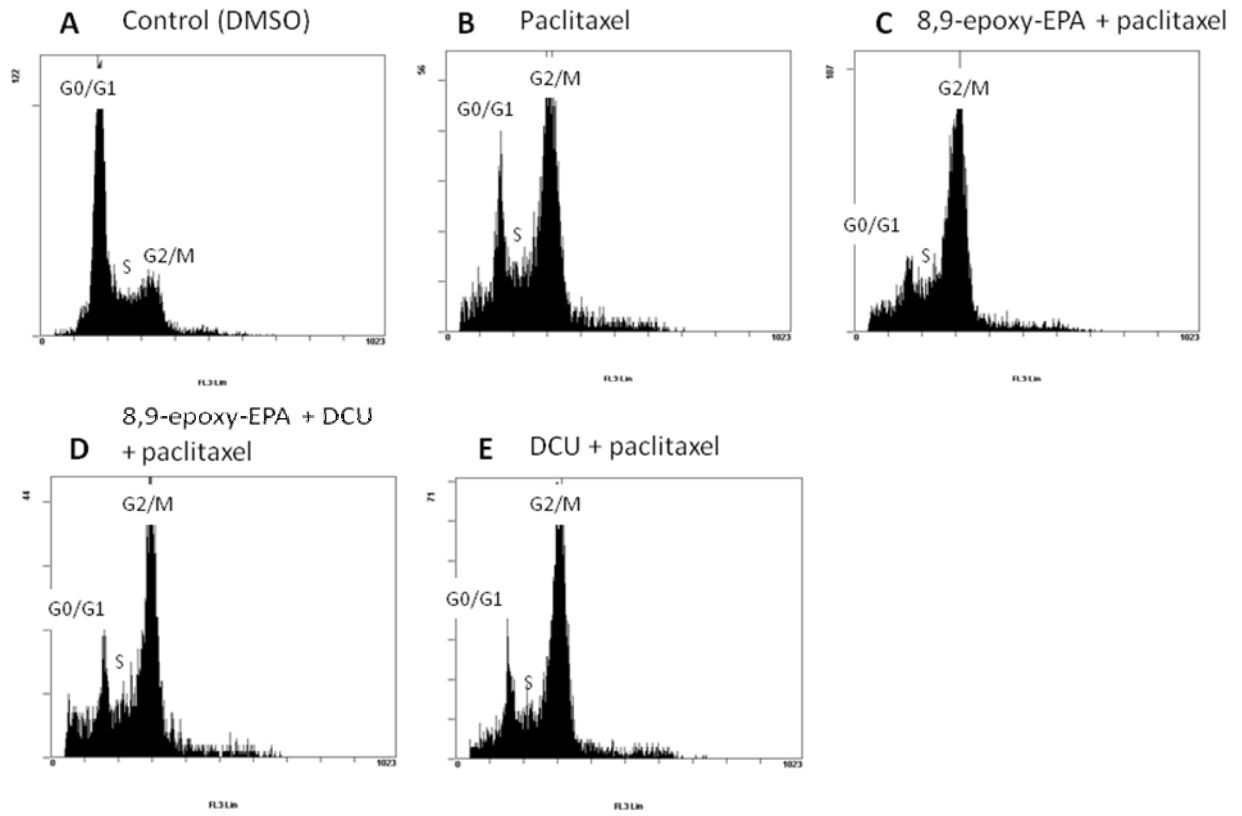 A Control (DMSO)
122
G0/G1
S
G2/M
0
1023
FL3 Lin
B Paclitaxel
56
G0/G1
S
G2/M
0
1023
FL3 Lin
C 8,9-epoxy-EPA + paclitaxel
107
G0/G1
S
G2/M
0
1023
FL3 Lin
D 8,9-epoxy-EPA + DCU
+ paclitaxel
44
G2/M
G0/G1
S
0
1023
FL3 Lin
E DCU + paclitaxel
71
G2/M
G0/G1
S
0
1023
FL3 Lin